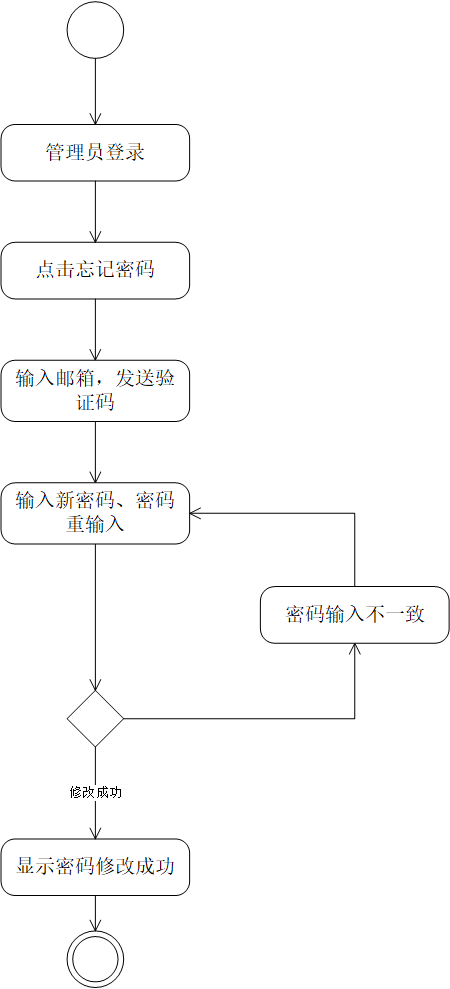 管理员登录
点击忘记密码
输入邮箱，发送验
证码
输入新密码、密码
重输入
密码输入不一致
修改成功
显示密码修改成功